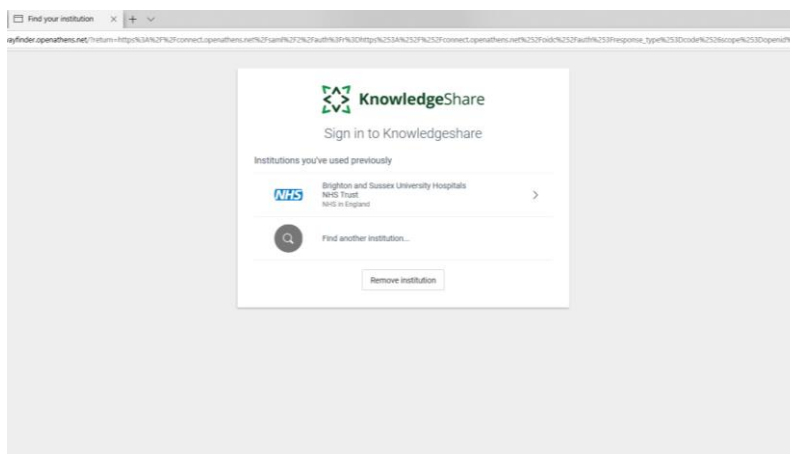 Find your institution
wayfinder.openathens.net/?return=https%3A%2F%2Fconnect.openathens.net%2Fsaml%2F2%2Fauth%3Fr%3Dhttps%253A%252F%252Fconnect.openathens.net%252Foidc%252Fauth%253Fresponse_type%253Dcode%2526scope%253Dopenid%
KnowledgeShare
Sign in to Knowledgeshare
Institutions you've used previously
NHS
Brighton and Sussex University Hospitals
NHS Trust
NHS in England
Find another institution...
Remove institution